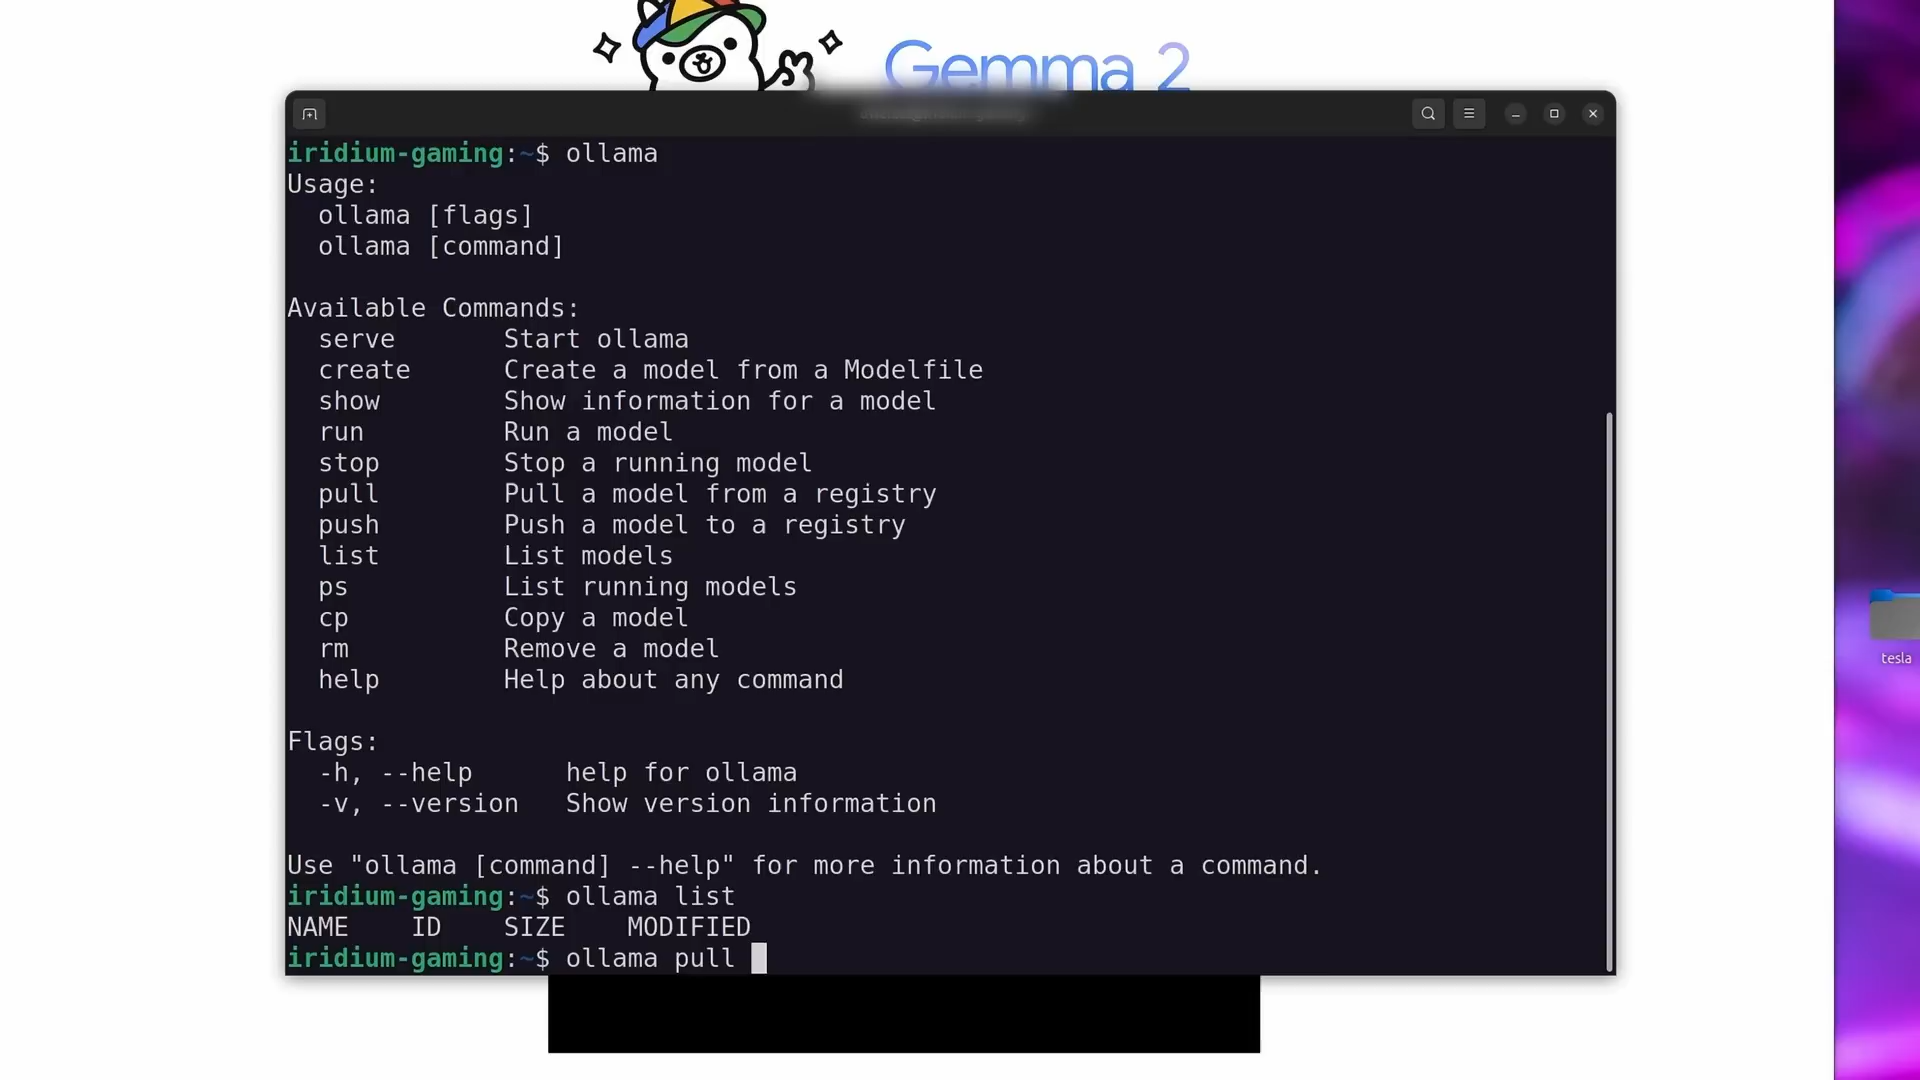 Gemma 2
iridium-gaming:~$ ollama
Usage:
  ollama [flags]
  ollama [command]

Available Commands:
  serve       Start ollama
  create      Create a model from a Modelfile
  show        Show information for a model
  run         Run a model
  stop        Stop a running model
  pull        Pull a model from a registry
  push        Push a model to a registry
  list        List models
  ps          List running models
  cp          Copy a model
  rm          Remove a model
  help        Help about any command

Flags:
  -h, --help      help for ollama
  -v, --version   Show version information

Use "ollama [command] --help" for more information about a command.
iridium-gaming:~$ ollama list
NAME    ID    SIZE    MODIFIED
iridium-gaming:~$ ollama pull
tesla